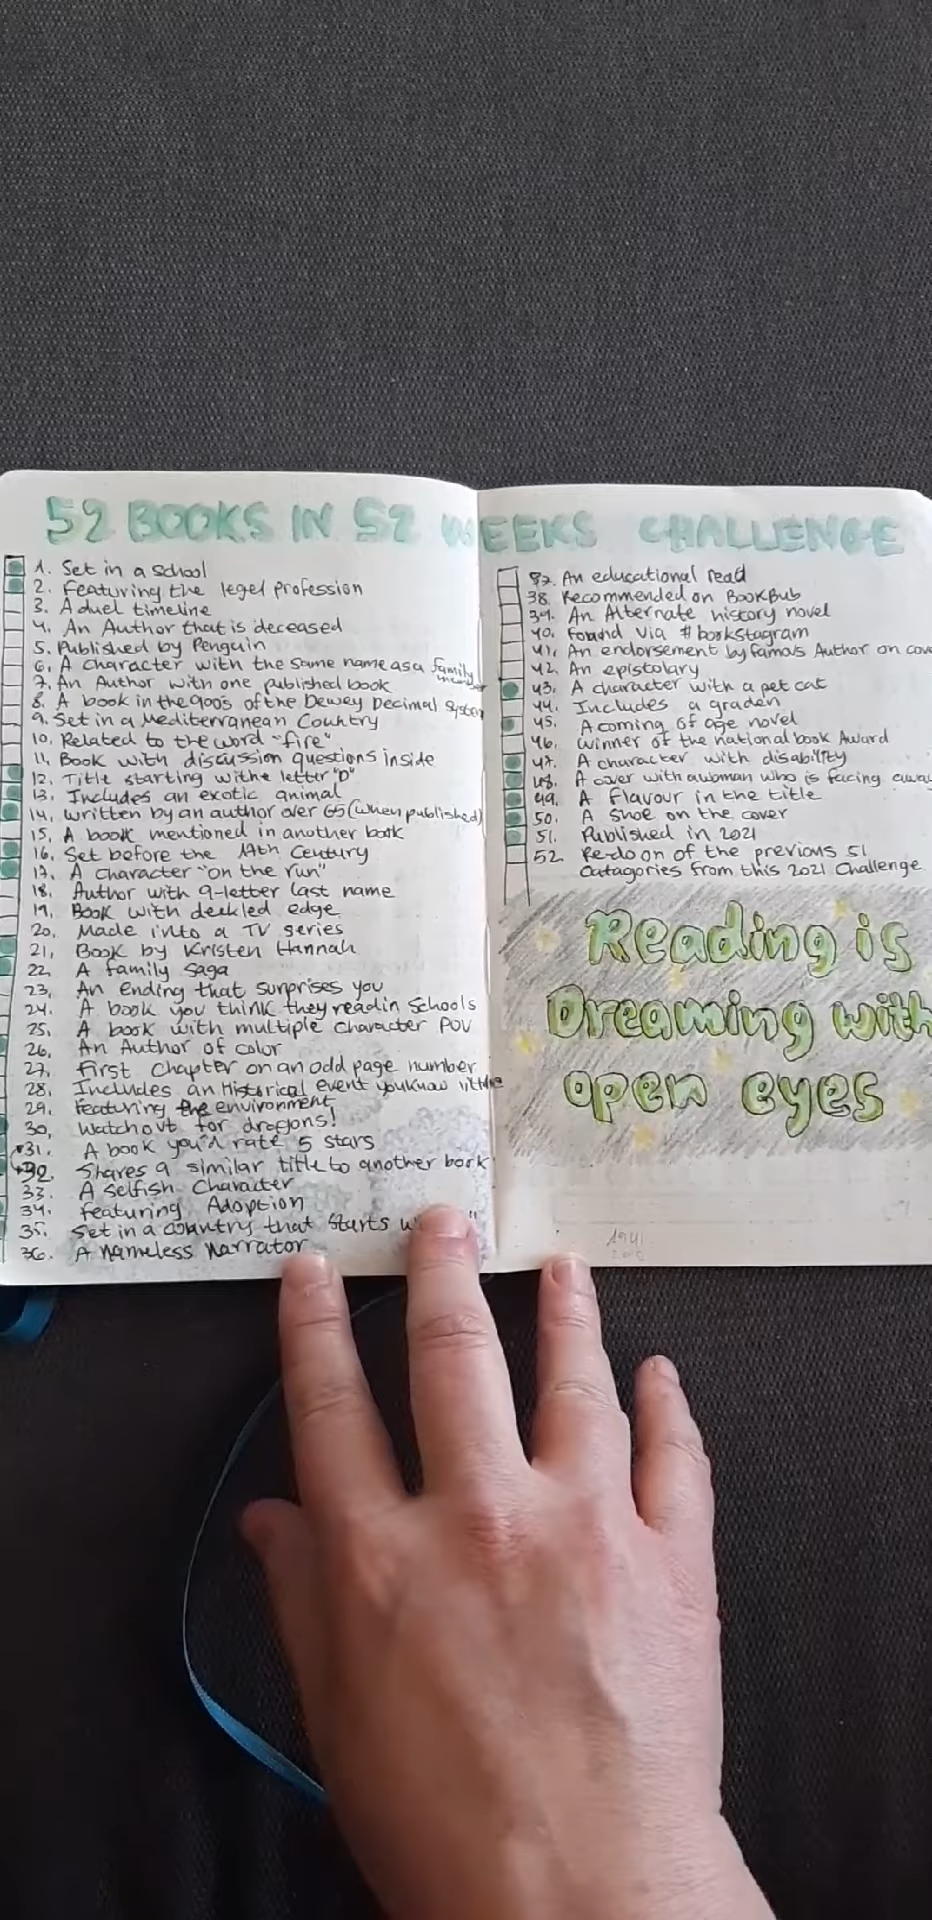 52 BOOKS IN 52 WEEKS CHALLENGE
1. Set in a school
2. Featuring the legel profession
3. A duel timeline
4. An Author that is deceased
5. Published by Penguin
6. A character with the same name as a family member
7. An Author with one published book
8. A book in the 900's of the Dewey Decimal System
9. Set in a Mediterranean Country
10. Related to the word "fire"
11. Book with discussion questions inside
12. Title starting withe letter "D"
13. Includes an exotic animal
14. Written by an author over 65 (when published)
15. A book mentioned in another book
16. Set before the 17th Century
17. A character "on the run"
18. Author with 9-letter last name
19. Book with deckled edge
20. Made into a TV series
21. Book by Kristen Hannah
22. A family Saga
23. An Ending that surprises you
24. A book you think they read in Schools
25. A book with multiple character POV
26. An Author of color
27. First Chapter on an odd page number
28. Includes an historical event you know little
29. Featuring the environment
30. Watch out for dragons!
31. A book you'd rate 5 stars
32. Shares a similar title to another book
33. A selfish Character
34. featuring Adoption
35. Set in a country that starts
36. A Nameless Narrator
37. An educational read
38. Recommended on BookBub
39. An Alternate history novel
40. Found via #bookstagram
41. An endorsement by famous Author on cov
42. An epistolary
43. A character with a pet cat
44. Includes a graden
45. A coming of age novel
46. Winner of the national book Award
47. A character with disability
48. A cover with a woman who is facing away
49. A flavour in the title
50. A shoe on the cover
51. Published in 2021
52. Re-do on of the previous 51
Catagories from this 2021 Challenge
Reading is
Dreaming with
open eyes